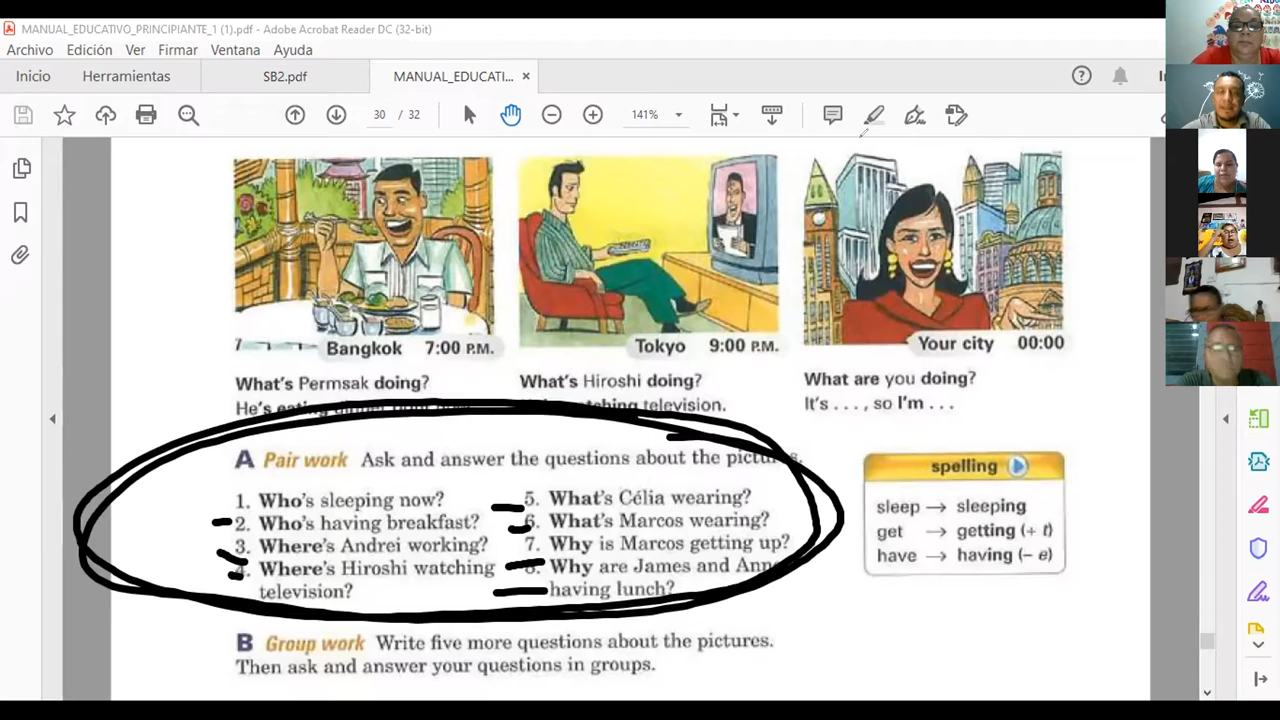 MANUAL_EDUCATIVO_PRINCIPIANTE_1 (1).pdf - Adobe Acrobat Reader DC (32-bit)
Archivo Edición Ver Firmar Ventana Ayuda
Inicio Herramientas SB2.pdf MANUAL_EDUCATI... ×
30 / 32 141%
Bangkok 7:00 P.M. Tokyo 9:00 P.M. Your city 00:00
What's Permsak doing? What's Hiroshi doing? What are you doing?
He's eating dinner television. It's . . . , so I'm . . .
A Pair work Ask and answer the questions about the pictures.
1. Who's sleeping now?
2. Who's having breakfast?
3. Where's Andrei working?
4. Where's Hiroshi watching
television?
5. What's Célia wearing?
6. What's Marcos wearing?
7. Why is Marcos getting up?
8. Why are James and Anne
having lunch?
spelling
sleep → sleeping
get → getting (+ t)
have → having (– e)
B Group work Write five more questions about the pictures.
Then ask and answer your questions in groups.